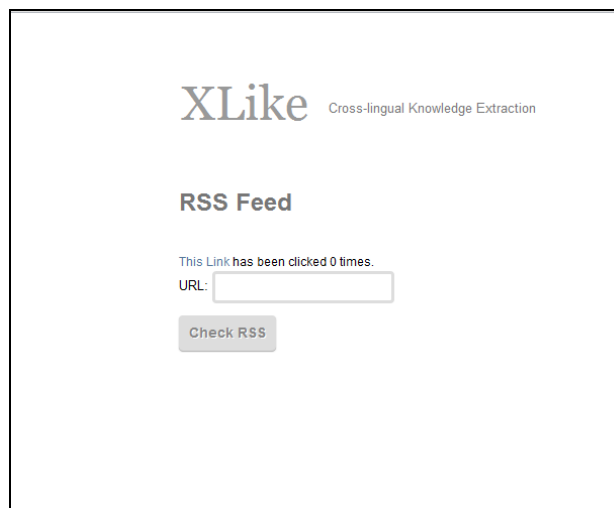 XLike Cross-lingual Knowledge Extraction
RSS Feed
This Link has been clicked 0 times.
URL:
Check RSS